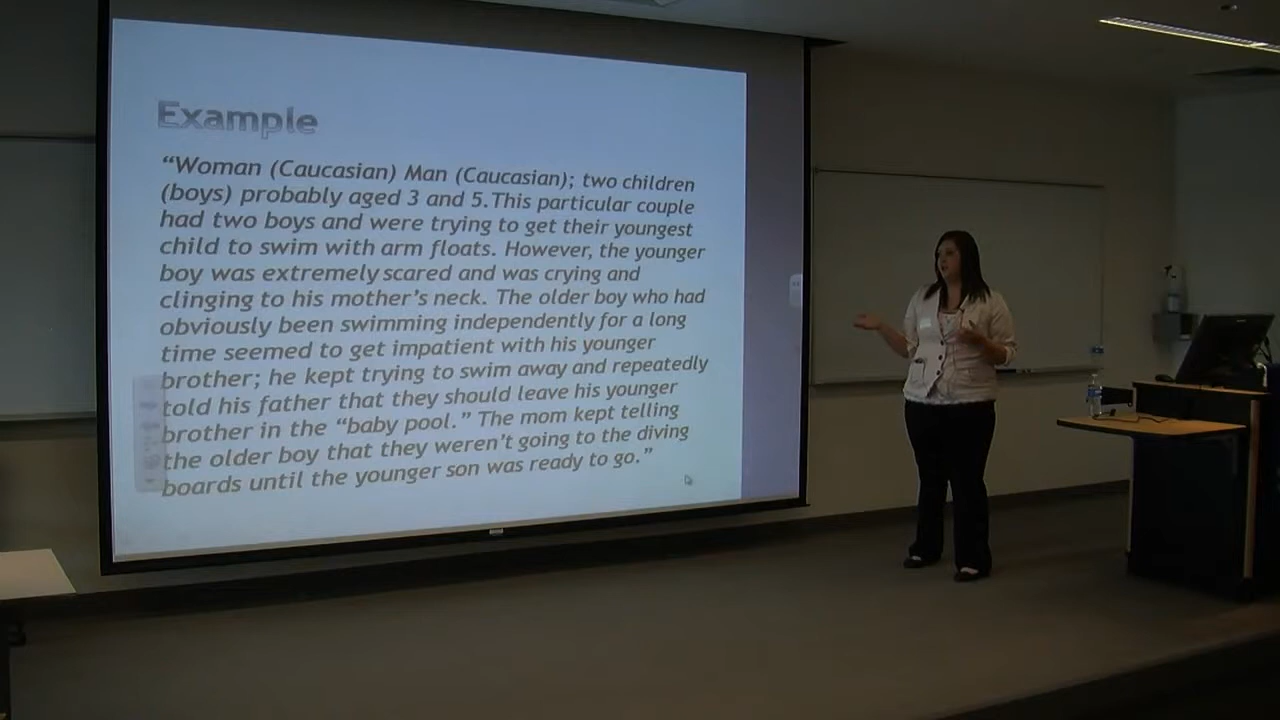 Example
“Woman (Caucasian) Man (Caucasian); two children
(boys) probably aged 3 and 5.This particular couple
had two boys and were trying to get their youngest
child to swim with arm floats. However, the younger
boy was extremely scared and was crying and
clinging to his mother’s neck. The older boy who had
obviously been swimming independently for a long
time seemed to get impatient with his younger
brother; he kept trying to swim away and repeatedly
told his father that they should leave his younger
brother in the “baby pool.” The mom kept telling
the older boy that they weren’t going to the diving
boards until the younger son was ready to go.”